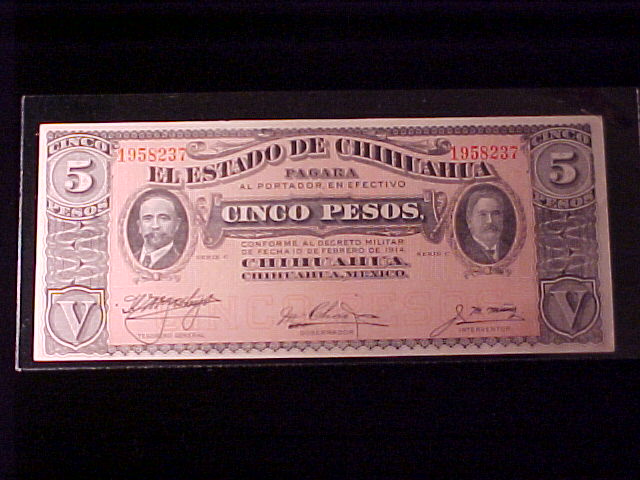 CINCO
5
PESOS
1958237
EL ESTADO DE CHIHUAHUA
1958237
CINCO
5
PESOS
PAGARA
AL PORTADOR, EN EFECTIVO
CINCO PESOS,
CONFORME AL DECRETO MILITAR
DE FECHA 10 DE FEBRERO DE 1914.
SERIE C
SERIE C
CHIHUAHUA,
CHIHUAHUA, MEXICO.
CINCO PESOS
V
V
TESORERO GENERAL
GOBERNADOR
INTERVENTOR